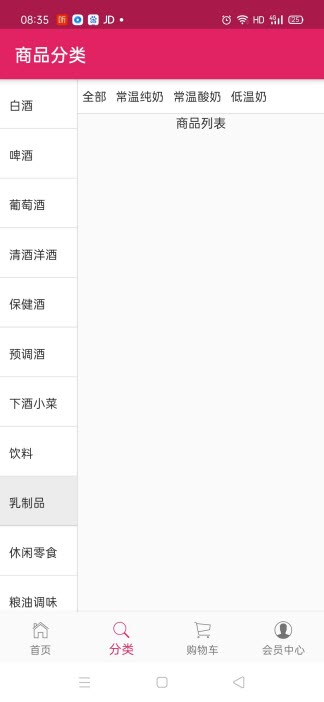 08:35 听 JD HD 4G 25
商品分类
白酒
啤酒
葡萄酒
清酒洋酒
保健酒
预调酒
下酒小菜
饮料
乳制品
休闲零食
粮油调味
全部 常温纯奶 常温酸奶 低温奶
商品列表
首页 分类 购物车 会员中心